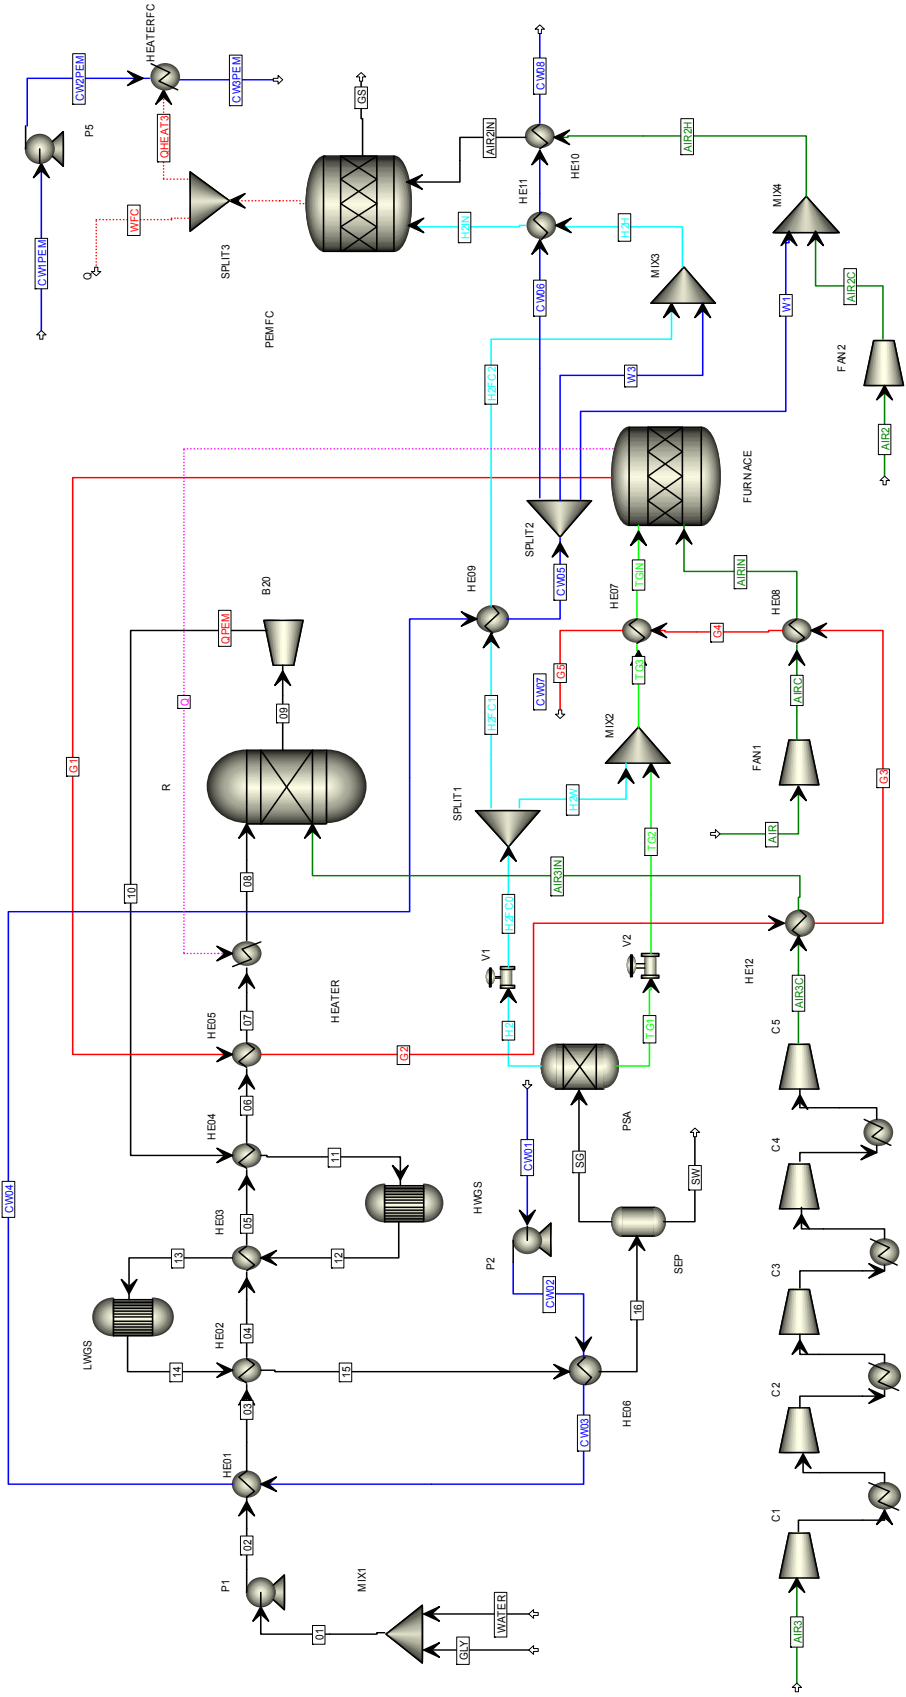 GLY
WATER
MIX1
01
P1
02
HE01
03
HE02
04
HE03
05
HE04
06
HE05
07
HEATER
08
R
09
B20
QPEM
10
11
HWGS
12
13
LWGS
14
15
HE06
16
SEP
SW
SG
PSA
H2
V1
H2FC0
SPLIT1
H2FC1
H2W
HE09
H2FC2
TG1
V2
TG2
MIX2
TG3
HE07
TGIN
FURNACE
Q
G1
G2
G3
G4
G5
CW07
CW01
P2
CW02
CW03
CW04
CW05
SPLIT2
CW06
W3
W1
MIX3
H2H
HE11
H2IN
HE10
CW08
AIR2IN
AIR2H
MIX4
AIR2C
FAN2
AIR2
PEMFC
GS
SPLIT3
WFC
Q
QHEAT3
HEATERFC
CW1PEM
P5
CW2PEM
CW3PEM
AIR
FAN1
AIRC
HE08
AIRIN
AIR3
C1
C2
C3
C4
C5
AIR3C
HE12
AIR3IN